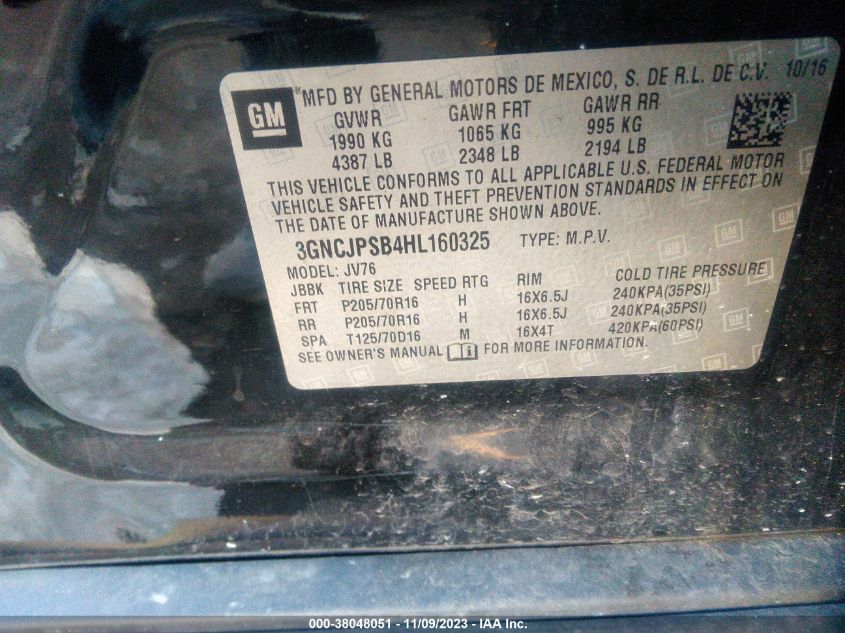 GM ® MFD BY GENERAL MOTORS DE MEXICO, S. DE R.L. DE C.V. 10/16
GVWR GAWR FRT GAWR RR
1990 KG 1065 KG 995 KG
4387 LB 2348 LB 2194 LB
THIS VEHICLE CONFORMS TO ALL APPLICABLE U.S. FEDERAL MOTOR
VEHICLE SAFETY AND THEFT PREVENTION STANDARDS IN EFFECT ON
THE DATE OF MANUFACTURE SHOWN ABOVE.
3GNCJPSB4HL160325 TYPE: M.P.V.
MODEL: JV76
JBBK TIRE SIZE SPEED RTG RIM COLD TIRE PRESSURE
FRT P205/70R16 H 16X6.5J 240KPA(35PSI)
RR P205/70R16 H 16X6.5J 240KPA(35PSI)
SPA T125/70D16 M 16X4T 420KPA(60PSI)
SEE OWNER'S MANUAL FOR MORE INFORMATION.
000-38048051 - 11/09/2023 - IAA Inc.